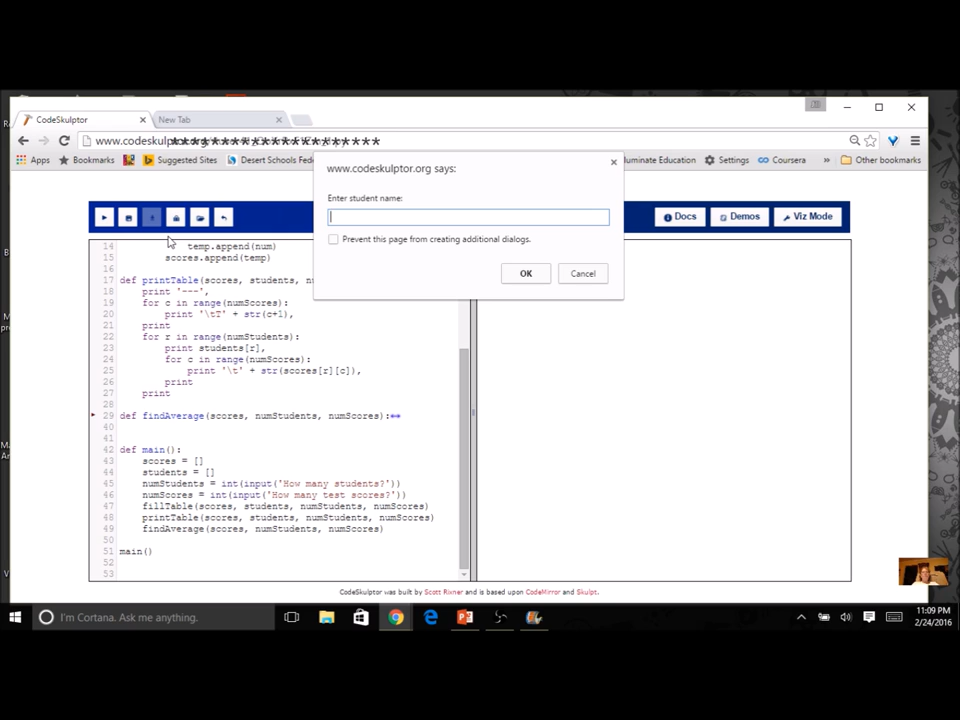 CodeSkulptor
New Tab
www.codeskulptor.org
Apps
Bookmarks
Suggested Sites
Desert Schools Fede
luminate Education
Settings
Coursera
»
Other bookmarks
www.codeskulptor.org says:
Enter student name:
Prevent this page from creating additional dialogs.
OK
Cancel
Docs
Demos
Viz Mode
14 temp.append(num)
15 scores.append(temp)
16
17 def printTable(scores, students, n
18 print '---',
19 for c in range(numScores):
20 print '\tT' + str(c+1),
21 print
22 for r in range(numStudents):
23 print students[r],
24 for c in range(numScores):
25 print '\t' + str(scores[r][c]),
26 print
27 print
28
29 def findAverage(scores, numStudents, numScores):
40
41
42 def main():
43 scores = []
44 students = []
45 numStudents = int(input('How many students?'))
46 numScores = int(input('How many test scores?'))
47 fillTable(scores, students, numStudents, numScores)
48 printTable(scores, students, numStudents, numScores)
49 findAverage(scores, numStudents, numScores)
50
51 main()
52
53
CodeSkulptor was built by Scott Rixner and is based upon CodeMirror and Skulpt.
I'm Cortana. Ask me anything.
11:09 PM
2/24/2016